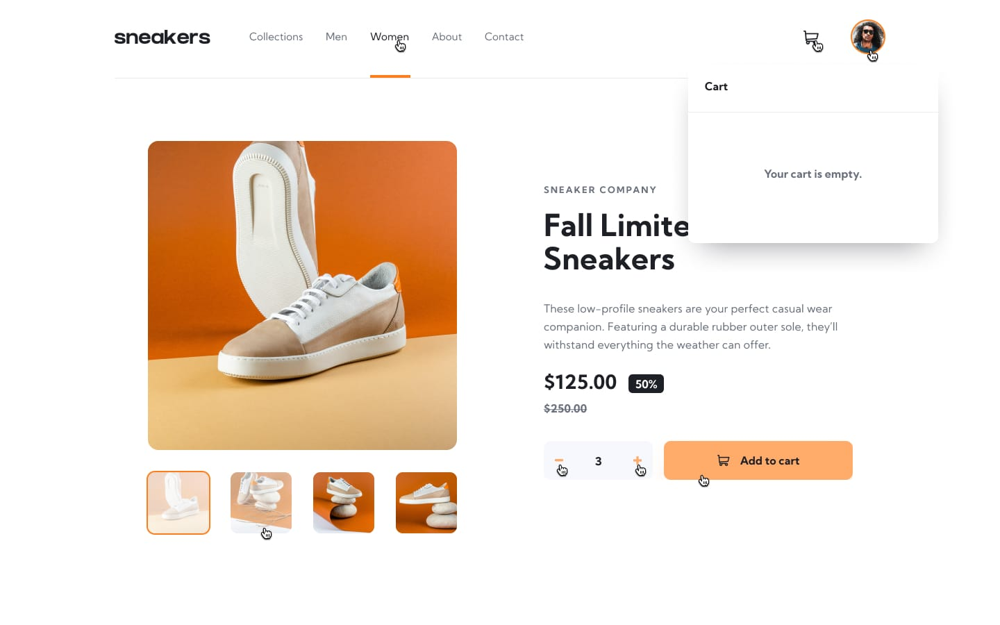 sneakers
Collections
Men
Women
About
Contact
Cart
Your cart is empty.
SNEAKER COMPANY
Fall Limite
Sneakers
These low-profile sneakers are your perfect casual wear
companion. Featuring a durable rubber outer sole, they’ll
withstand everything the weather can offer.
$125.00
50%
$250.00
3
Add to cart